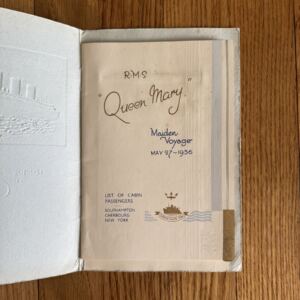 R·M·S
"Queen Mary."
Maiden
Voyage
MAY 27-1936
LIST OF CABIN
PASSENGERS
SOUTHAMPTON
CHERBOURG
NEW YORK